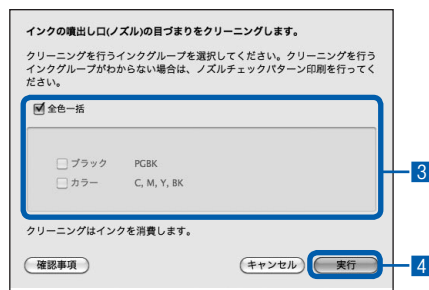 インクの噴出し口(ノズル)の目づまりをクリーニングします。
クリーニングを行うインクグループを選択してください。クリーニングを行う
インクグループがわからない場合は、ノズルチェックパターン印刷を行ってく
ださい。
全色一括
3
ブラック PGBK
カラー C, M, Y, BK
クリーニングはインクを消費します。
確認事項 キャンセル 実行 4